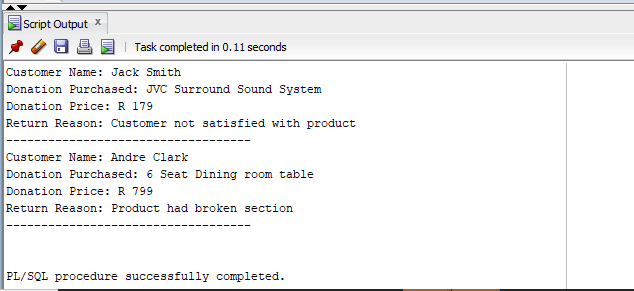 Script Output x
Task completed in 0.11 seconds
Customer Name: Jack Smith
Donation Purchased: JVC Surround Sound System
Donation Price: R 179
Return Reason: Customer not satisfied with product
-----------------------------------
Customer Name: Andre Clark
Donation Purchased: 6 Seat Dining room table
Donation Price: R 799
Return Reason: Product had broken section
-----------------------------------
PL/SQL procedure successfully completed.